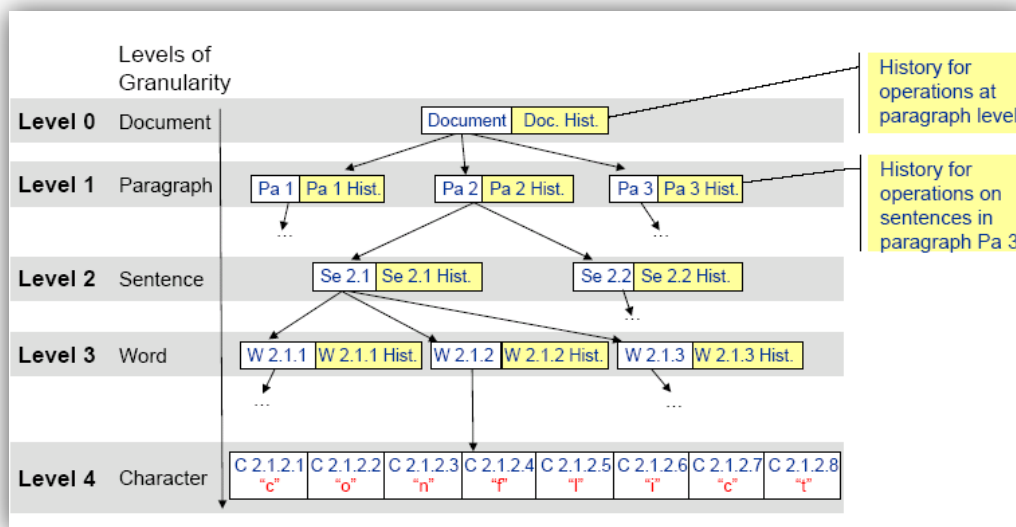 Levels of
Granularity
History for
operations at
paragraph level
Level 0 Document Document Doc. Hist.
Level 1 Paragraph Pa 1 Pa 1 Hist. Pa 2 Pa 2 Hist. Pa 3 Pa 3 Hist.
History for
operations on
sentences in
paragraph Pa 3
... ...
Level 2 Sentence Se 2.1 Se 2.1 Hist. Se 2.2 Se 2.2 Hist.
...
Level 3 Word W 2.1.1 W 2.1.1 Hist. W 2.1.2 W 2.1.2 Hist. W 2.1.3 W 2.1.3 Hist.
... ...
Level 4 Character C 2.1.2.1 C 2.1.2.2 C 2.1.2.3 C 2.1.2.4 C 2.1.2.5 C 2.1.2.6 C 2.1.2.7 C 2.1.2.8
“c” “o” “n” “f” “l” “i” “c” “t”